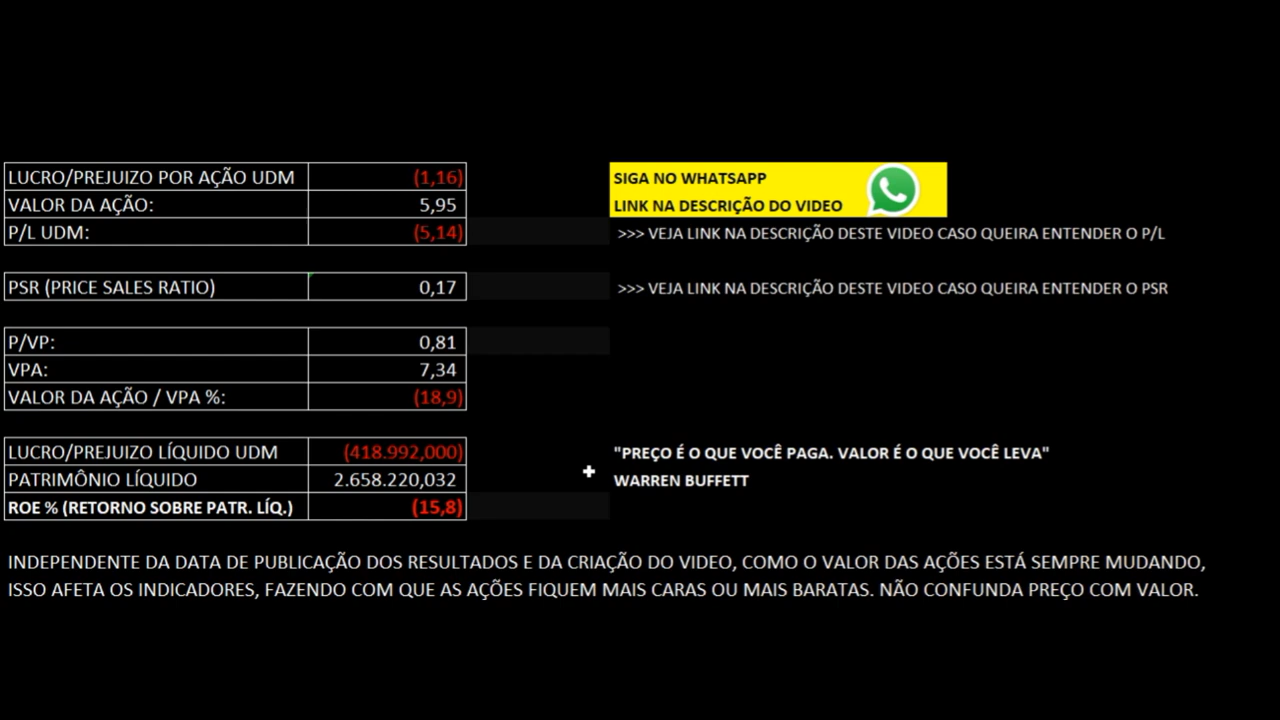 LUCRO/PREJUIZO POR AÇÃO UDM (1,16)
SIGA NO WHATSAPP
VALOR DA AÇÃO: 5,95
LINK NA DESCRIÇÃO DO VIDEO
P/L UDM: (5,14)
>>> VEJA LINK NA DESCRIÇÃO DESTE VIDEO CASO QUEIRA ENTENDER O P/L
PSR (PRICE SALES RATIO) 0,17
>>> VEJA LINK NA DESCRIÇÃO DESTE VIDEO CASO QUEIRA ENTENDER O PSR
P/VP: 0,81
VPA: 7,34
VALOR DA AÇÃO / VPA %: (18,9)
LUCRO/PREJUIZO LÍQUIDO UDM (418.992,000)
"PREÇO É O QUE VOCÊ PAGA. VALOR É O QUE VOCÊ LEVA"
PATRIMÔNIO LÍQUIDO 2.658.220,032
WARREN BUFFETT
ROE % (RETORNO SOBRE PATR. LÍQ.) (15,8)
INDEPENDENTE DA DATA DE PUBLICAÇÃO DOS RESULTADOS E DA CRIAÇÃO DO VIDEO, COMO O VALOR DAS AÇÕES ESTÁ SEMPRE MUDANDO,
ISSO AFETA OS INDICADORES, FAZENDO COM QUE AS AÇÕES FIQUEM MAIS CARAS OU MAIS BARATAS. NÃO CONFUNDA PREÇO COM VALOR.